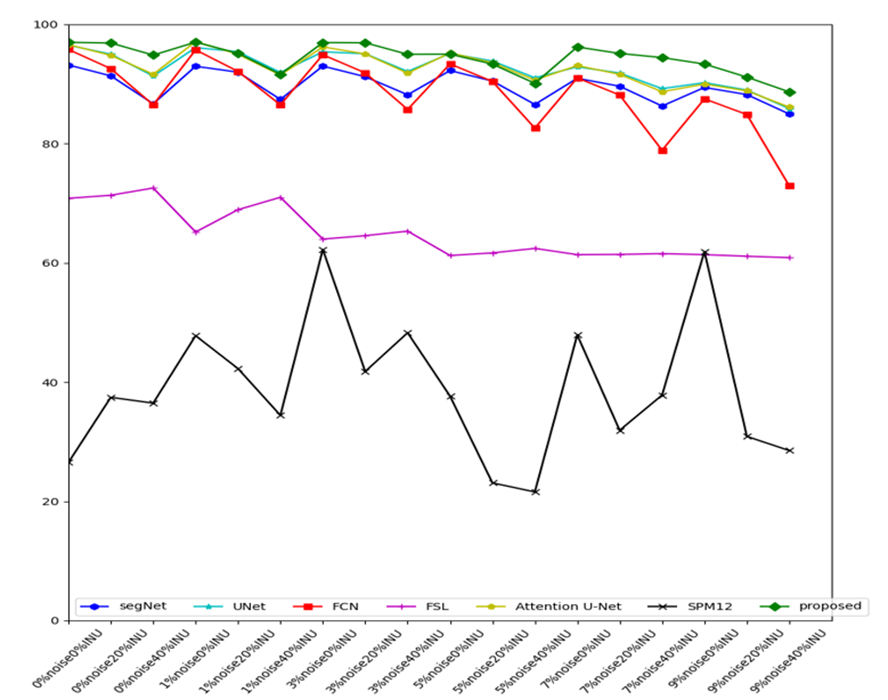 100
80
60
40
20
0
segNet UNet FCN FSL Attention U-Net SPM12 proposed
0%noise0%INU
0%noise20%INU
0%noise40%INU
1%noise0%INU
1%noise20%INU
1%noise40%INU
3%noise0%INU
3%noise20%INU
3%noise40%INU
5%noise0%INU
5%noise20%INU
5%noise40%INU
7%noise0%INU
7%noise20%INU
7%noise40%INU
9%noise0%INU
9%noise20%INU
9%noise40%INU